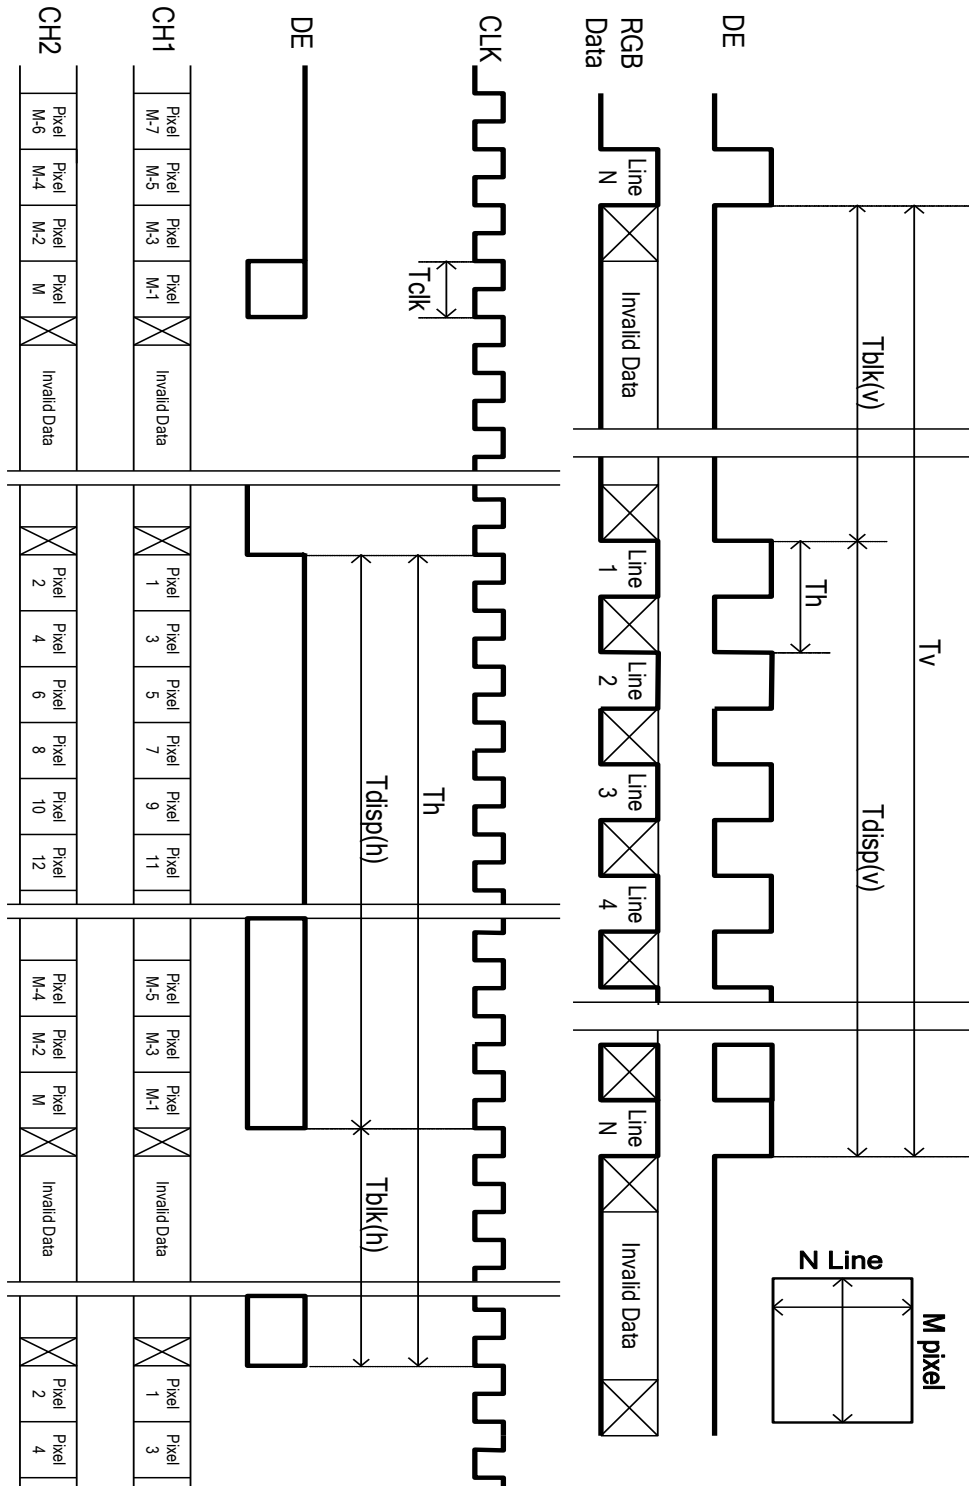 Tv
Tblk(v)
Tdisp(v)
Th
DE
RGB
Data
Line
N
Invalid Data
Line
1
Line
2
Line
3
Line
4
Line
N
Invalid Data
N Line
M pixel
CLK
Tclk
Th
DE
Tdisp(h)
Tblk(h)
CH1
Pixel
M-7
Pixel
M-5
Pixel
M-3
Pixel
M-1
Invalid Data
Pixel
1
Pixel
3
Pixel
5
Pixel
7
Pixel
9
Pixel
11
Pixel
M-5
Pixel
M-3
Pixel
M-1
Invalid Data
Pixel
1
Pixel
3
CH2
Pixel
M-6
Pixel
M-4
Pixel
M-2
Pixel
M
Invalid Data
Pixel
2
Pixel
4
Pixel
6
Pixel
8
Pixel
10
Pixel
12
Pixel
M-4
Pixel
M-2
Pixel
M
Invalid Data
Pixel
2
Pixel
4